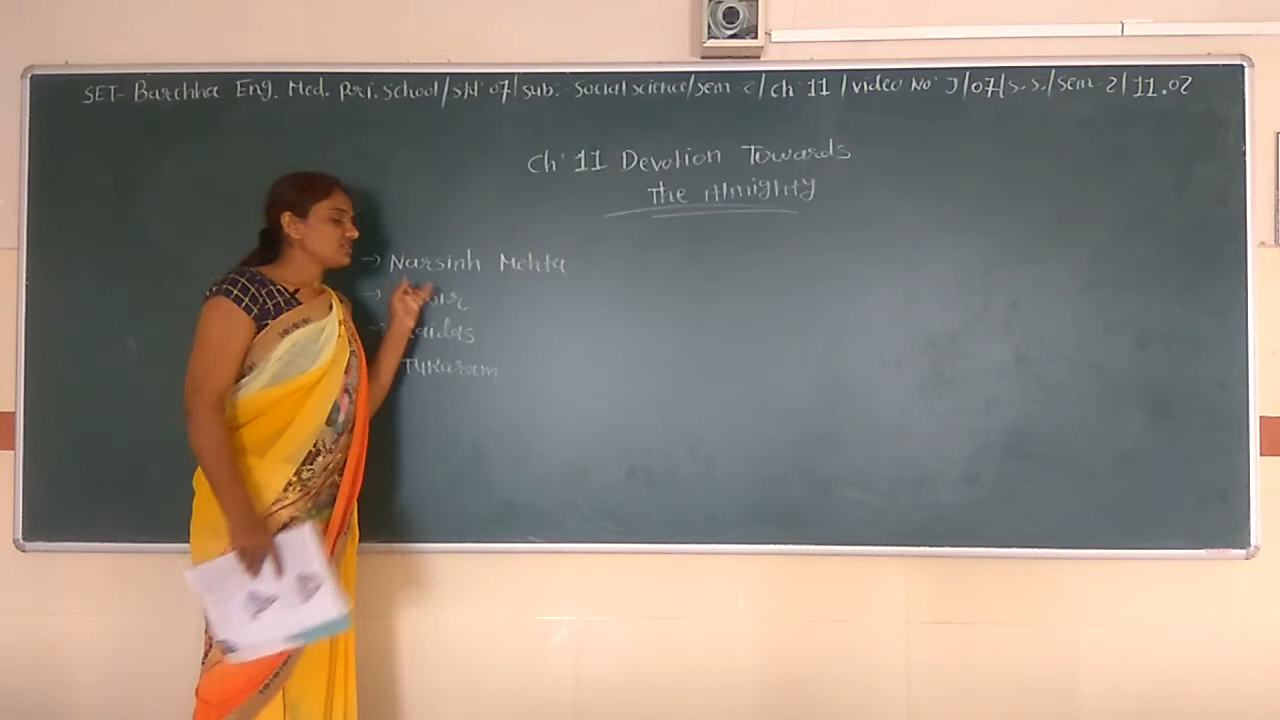 SET- Barchha Eng. Med. Pri. School/std' 07/sub.- Social science/sem-2/ch' 11/video No' J/07/s.s./sem-2/11.02
Ch' 11 Devotion Towards
The Almighty
→ Narsinh Mehta
→
→
Tukaram